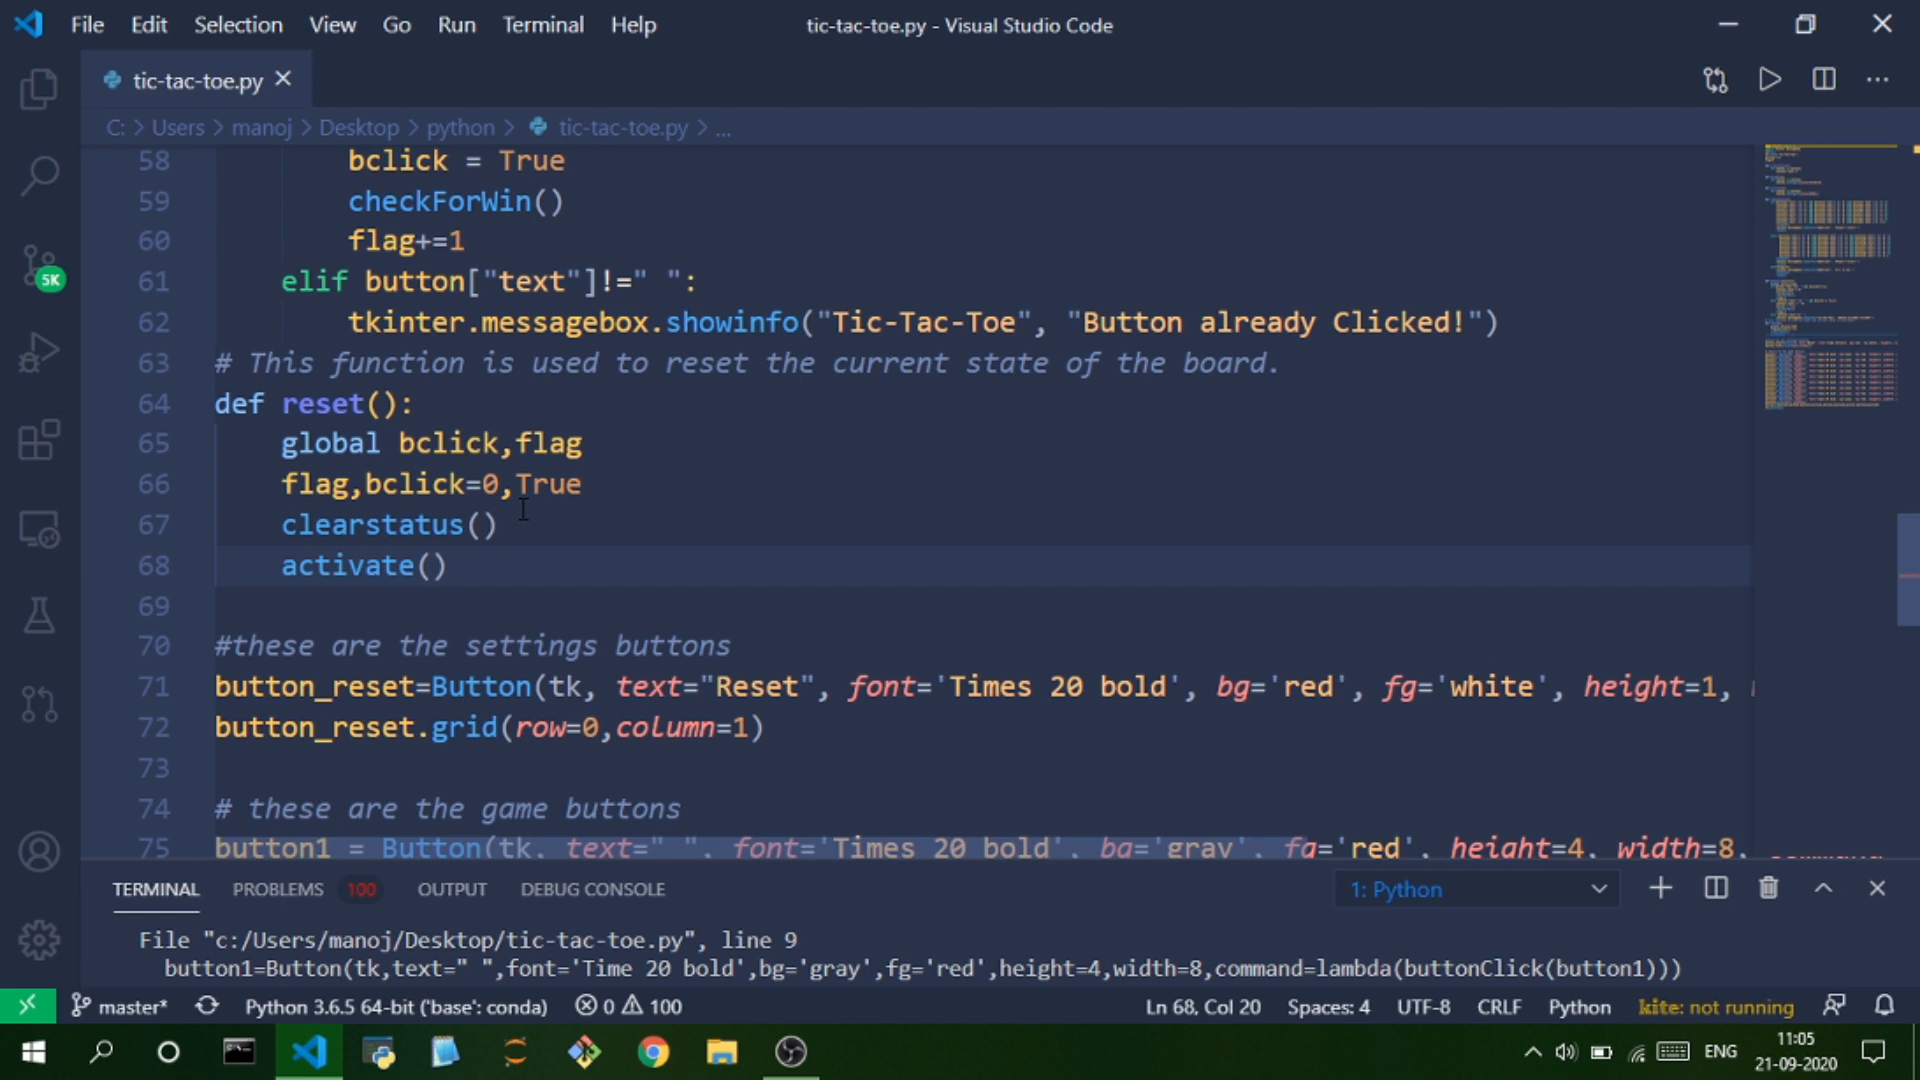 File Edit Selection View Go Run Terminal Help
tic-tac-toe.py - Visual Studio Code
tic-tac-toe.py
C: > Users > manoj > Desktop > python > tic-tac-toe.py > ...
58 bclick = True
59 checkForWin()
60 flag+=1
61 elif button["text"]!=" ":
62 tkinter.messagebox.showinfo("Tic-Tac-Toe", "Button already Clicked!")
63 # This function is used to reset the current state of the board.
64 def reset():
65 global bclick,flag
66 flag,bclick=0,True
67 clearstatus()
68 activate()
69
70 #these are the settings buttons
71 button_reset=Button(tk, text="Reset", font='Times 20 bold', bg='red', fg='white', height=1,
72 button_reset.grid(row=0,column=1)
73
74 # these are the game buttons
75 button1 = Button(tk, text=" ", font='Times 20 bold', bg='gray', fg='red', height=4, width=8,
5K
TERMINAL PROBLEMS 100 OUTPUT DEBUG CONSOLE 1: Python
File "c:/Users/manoj/Desktop/tic-tac-toe.py", line 9
button1=Button(tk,text=" ",font='Time 20 bold',bg='gray',fg='red',height=4,width=8,command=lambda(buttonClick(button1)))
master* Python 3.6.5 64-bit ('base': conda) 0 100 Ln 68, Col 20 Spaces: 4 UTF-8 CRLF Python kite: not running
ENG 11:05
21-09-2020